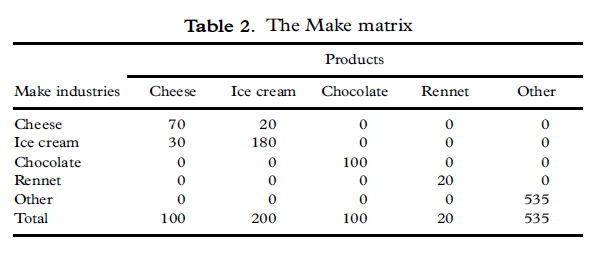 Table 2. The Make matrix
Products
Make industries Cheese Ice cream Chocolate Rennet Other
Cheese 70 20 0 0 0
Ice cream 30 180 0 0 0
Chocolate 0 0 100 0 0
Rennet 0 0 0 20 0
Other 0 0 0 0 535
Total 100 200 100 20 535